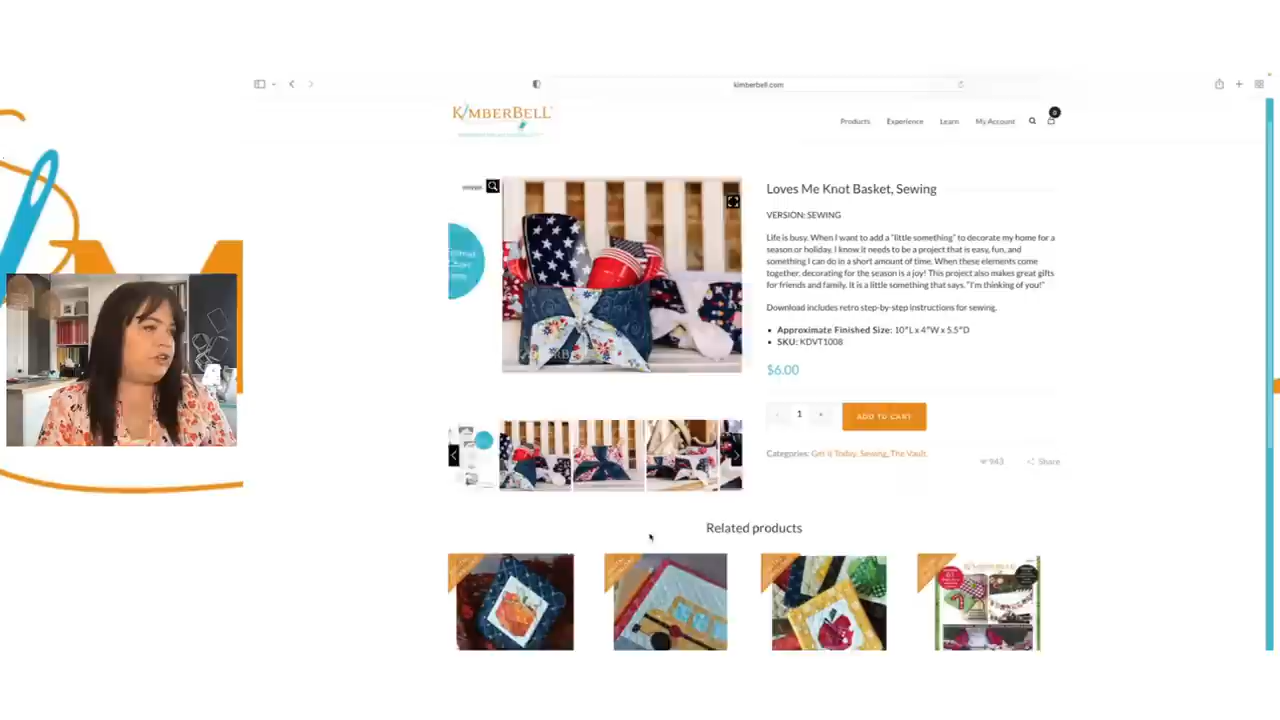 kimberbell.com
KIMBERBELL
Products Experience Learn My Account 0
Loves Me Knot Basket, Sewing
VERSION: SEWING
Life is busy. When I want to add a "little something" to decorate my home for a
season or holiday, I know it needs to be a project that is easy, fun, and
something I can do in a short amount of time. When these elements come
together, decorating for the season is a joy! This project also makes great gifts
for friends and family. It is a little something that says, "I'm thinking of you!"
Download includes retro step-by-step instructions for sewing.
• Approximate Finished Size: 10"L x 4"W x 5.5"D
• SKU: KDVT1008
$6.00
- 1 + ADD TO CART
Categories: Get it Today, Sewing, The Vault.
943 Share
Related products